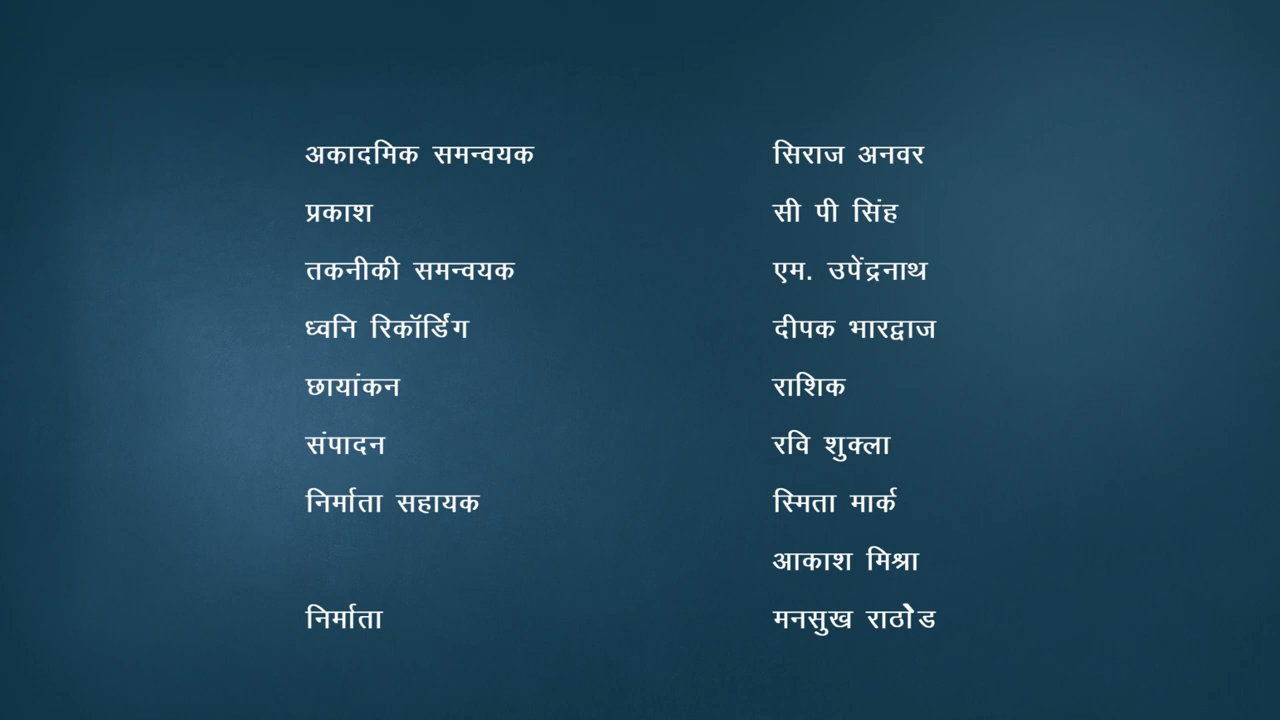 अकादमिक समन्वयक सिराज अनवर
प्रकाश सी पी सिंह
तकनीकी समन्वयक एम. उपेंद्रनाथ
ध्वनि रिकॉर्डिंग दीपक भारद्वाज
छायांकन राशिक
संपादन रवि शुक्ला
निर्माता सहायक स्मिता मार्क
आकाश मिश्रा
निर्माता मनसुख राठोड